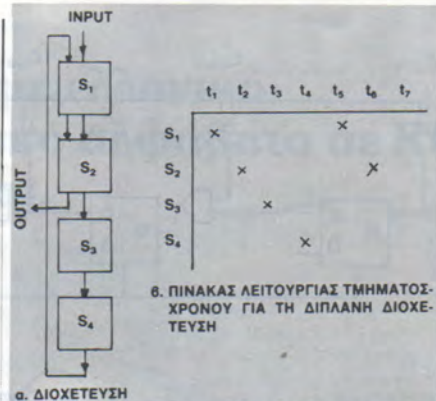 INPUT
S₁
S₂
OUTPUT
S₃
S₄
α. ΔΙΟΧΕΤΕΥΣΗ
t₁ t₂ t₃ t₄ t₅ t₆ t₇
S₁
S₂
S₃
S₄
β. ΠΙΝΑΚΑΣ ΛΕΙΤΟΥΡΓΙΑΣ ΤΜΗΜΑΤΟΣ-
ΧΡΟΝΟΥ ΓΙΑ ΤΗ ΔΙΠΛΑΝΗ ΔΙΟΧΕ-
ΤΕΥΣΗ